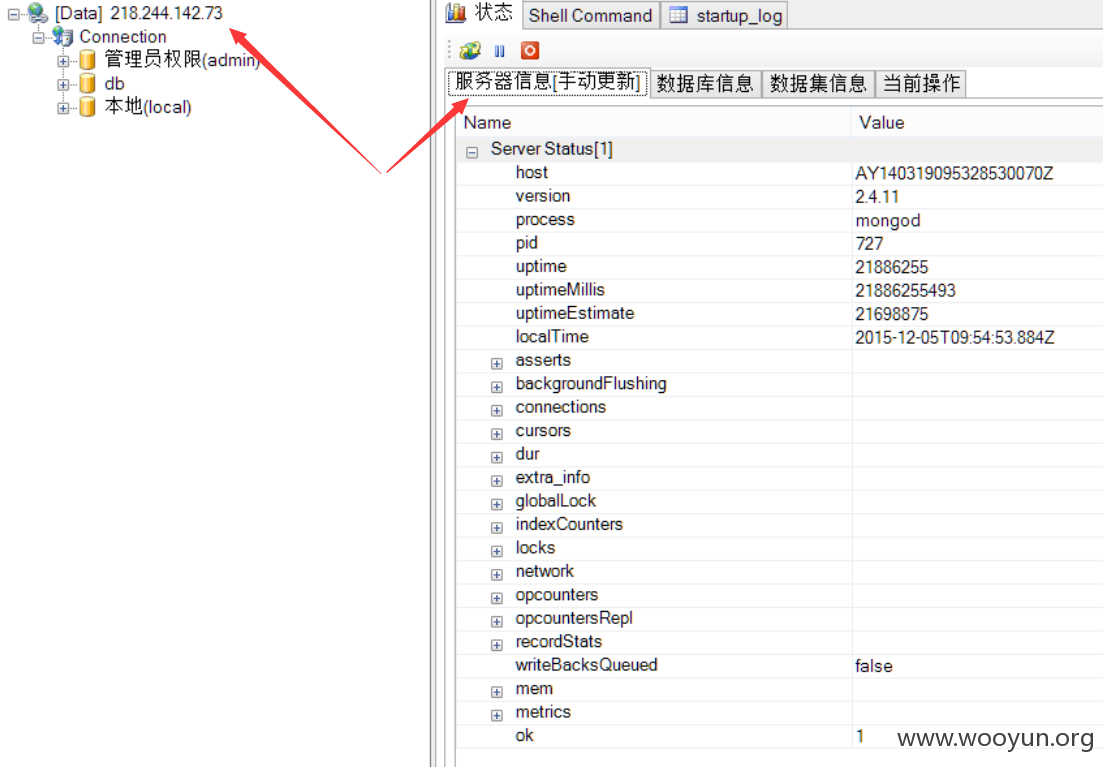 [Data] 218.244.142.73
Connection
管理员权限(admin)
db
本地(local)
状态 Shell Command startup_log
服务器信息[手动更新] 数据库信息 数据集信息 当前操作
Name Value
Server Status[1]
host AY140319095328530070Z
version 2.4.11
process mongod
pid 727
uptime 21886255
uptimeMillis 21886255493
uptimeEstimate 21698875
localTime 2015-12-05T09:54:53.884Z
asserts
backgroundFlushing
connections
cursors
dur
extra_info
globalLock
indexCounters
locks
network
opcounters
opcountersRepl
recordStats
writeBacksQueued false
mem
metrics
ok 1
www.wooyun.org